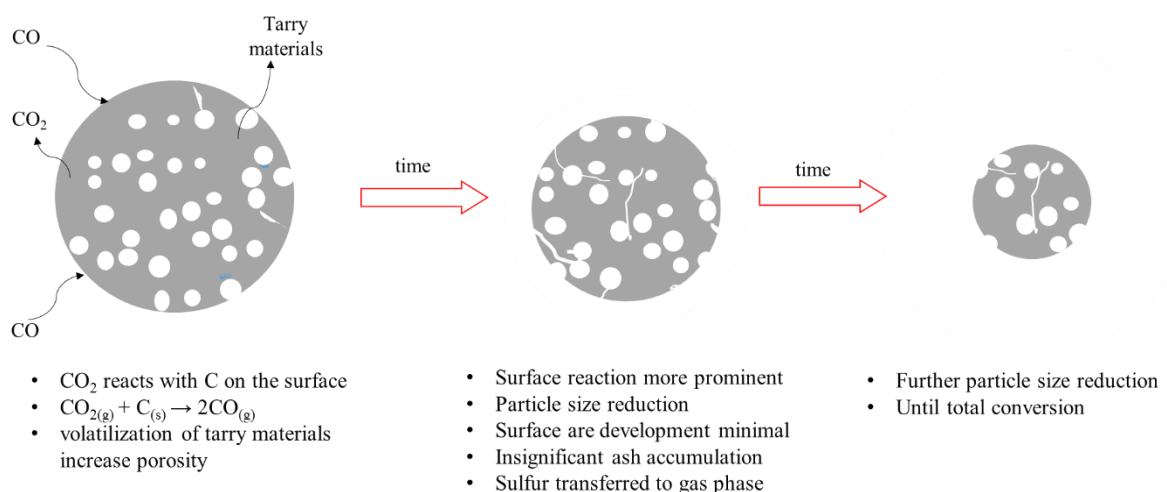 Tarry
materials
CO
CO₂
CO
time
time
• CO₂ reacts with C on the surface
• CO₂₍g₎ + C₍s₎ → 2CO₍g₎
• volatilization of tarry materials
increase porosity
• Surface reaction more prominent
• Particle size reduction
• Surface are development minimal
• Insignificant ash accumulation
• Sulfur transferred to gas phase
• Further particle size reduction
• Until total conversion